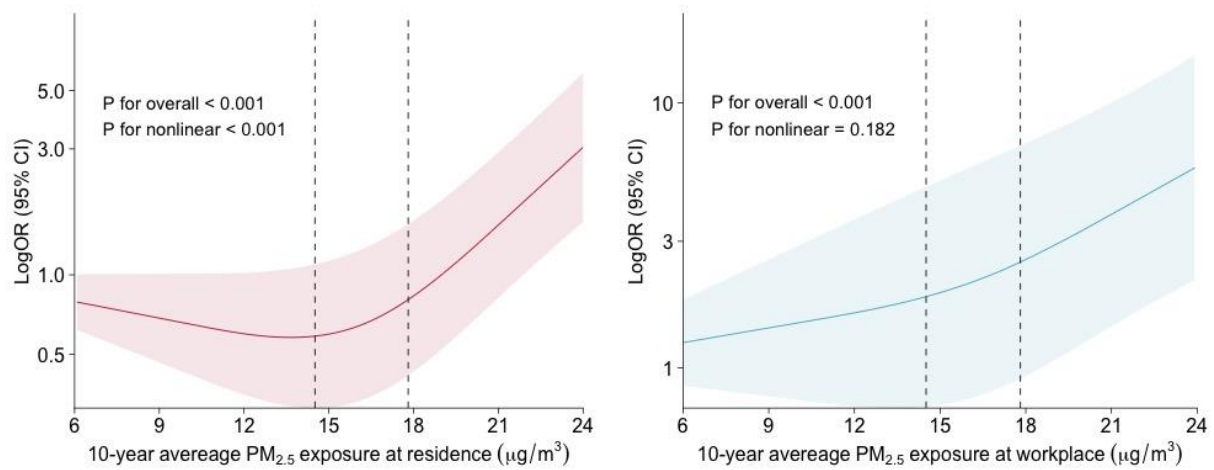 5.0
3.0
1.0
0.5
LogOR (95% CI)
P for overall < 0.001
P for nonlinear < 0.001
6 9 12 15 18 21 24
10-year avereage PM2.5 exposure at residence (μg/m³)
10
3
1
LogOR (95% CI)
P for overall < 0.001
P for nonlinear = 0.182
6 9 12 15 18 21 24
10-year avereage PM2.5 exposure at workplace (μg/m³)